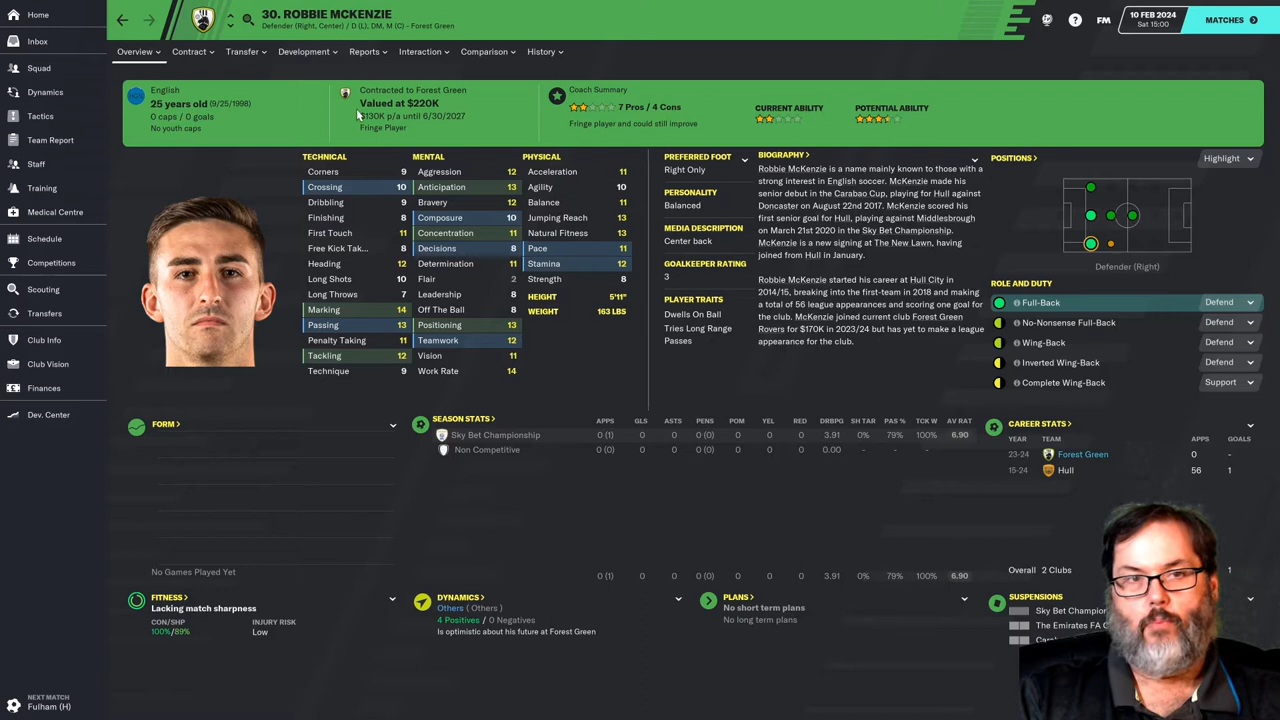 Home
Inbox
Squad
Dynamics
Tactics
Team Report
Staff
Training
Medical Centre
Schedule
Competitions
Scouting
Transfers
Club Info
Club Vision
Finances
Dev. Center
NEXT MATCH
Fulham (H)
30. ROBBIE MCKENZIE
Defender (Right, Center) / D (L), DM, M (C) - Forest Green
FM
10 FEB 2024
Sat 15:00
MATCHES
Overview
Contract
Transfer
Development
Reports
Interaction
Comparison
History
English
25 years old (9/25/1998)
0 caps / 0 goals
No youth caps
Contracted to Forest Green
Valued at $220K
$130K p/a until 6/30/2027
Fringe Player
Coach Summary
7 Pros / 4 Cons
Fringe player and could still improve
CURRENT ABILITY
POTENTIAL ABILITY
TECHNICAL
Corners 9
Crossing 10
Dribbling 9
Finishing 8
First Touch 11
Free Kick Tak... 8
Heading 12
Long Shots 10
Long Throws 7
Marking 14
Passing 13
Penalty Taking 11
Tackling 12
Technique 9
MENTAL
Aggression 12
Anticipation 13
Bravery 12
Composure 10
Concentration 11
Decisions 8
Determination 11
Flair 2
Leadership 8
Off The Ball 8
Positioning 13
Teamwork 12
Vision 11
Work Rate 14
PHYSICAL
Acceleration 11
Agility 10
Balance 11
Jumping Reach 13
Natural Fitness 13
Pace 11
Stamina 12
Strength 8
HEIGHT 5'11"
WEIGHT 163 LBS
PREFERRED FOOT
Right Only
PERSONALITY
Balanced
MEDIA DESCRIPTION
Center back
GOALKEEPER RATING
3
PLAYER TRAITS
Dwells On Ball
Tries Long Range
Passes
BIOGRAPHY>
Robbie McKenzie is a name mainly known to those with a
strong interest in English soccer. McKenzie made his
senior debut in the Carabao Cup, playing for Hull against
Doncaster on August 22nd 2017. McKenzie scored his
first senior goal for Hull, playing against Middlesbrough
on March 21st 2020 in the Sky Bet Championship.
McKenzie is a new signing at The New Lawn, having
joined from Hull in January.
Robbie McKenzie started his career at Hull City in
2014/15, breaking into the first-team in 2018 and making
a total of 56 league appearances and scoring one goal for
the club. McKenzie joined current club Forest Green
Rovers for $170K in 2023/24 but has yet to make a league
appearance for the club.
POSITIONS>
Highlight
Defender (Right)
ROLE AND DUTY
Full-Back Defend
No-Nonsense Full-Back Defend
Wing-Back Defend
Inverted Wing-Back Defend
Complete Wing-Back Support
FORM>
No Games Played Yet
SEASON STATS> APPS GLS ASTS PENS POM YEL RED DRBPG SH TAR PAS % TCK W AV RAT
Sky Bet Championship 0 (1) 0 0 0 (0) 0 0 0 3.91 0% 79% 100% 6.90
Non Competitive 0 (0) 0 0 0 (0) 0 0 0 0.00 - - - -
0 (1) 0 0 0 (0) 0 0 0 3.91 0% 79% 100% 6.90
CAREER STATS>
YEAR TEAM APPS GOALS
23-24 Forest Green 0 -
15-24 Hull 56 1
Overall 2 Clubs 1
FITNESS>
Lacking match sharpness
CON/SHP
100%/89%
INJURY RISK
Low
DYNAMICS>
Others ( Others )
4 Positives / 0 Negatives
Is optimistic about his future at Forest Green
PLANS>
No short term plans
No long term plans
SUSPENSIONS
Sky Bet Champior
The Emirates FA C